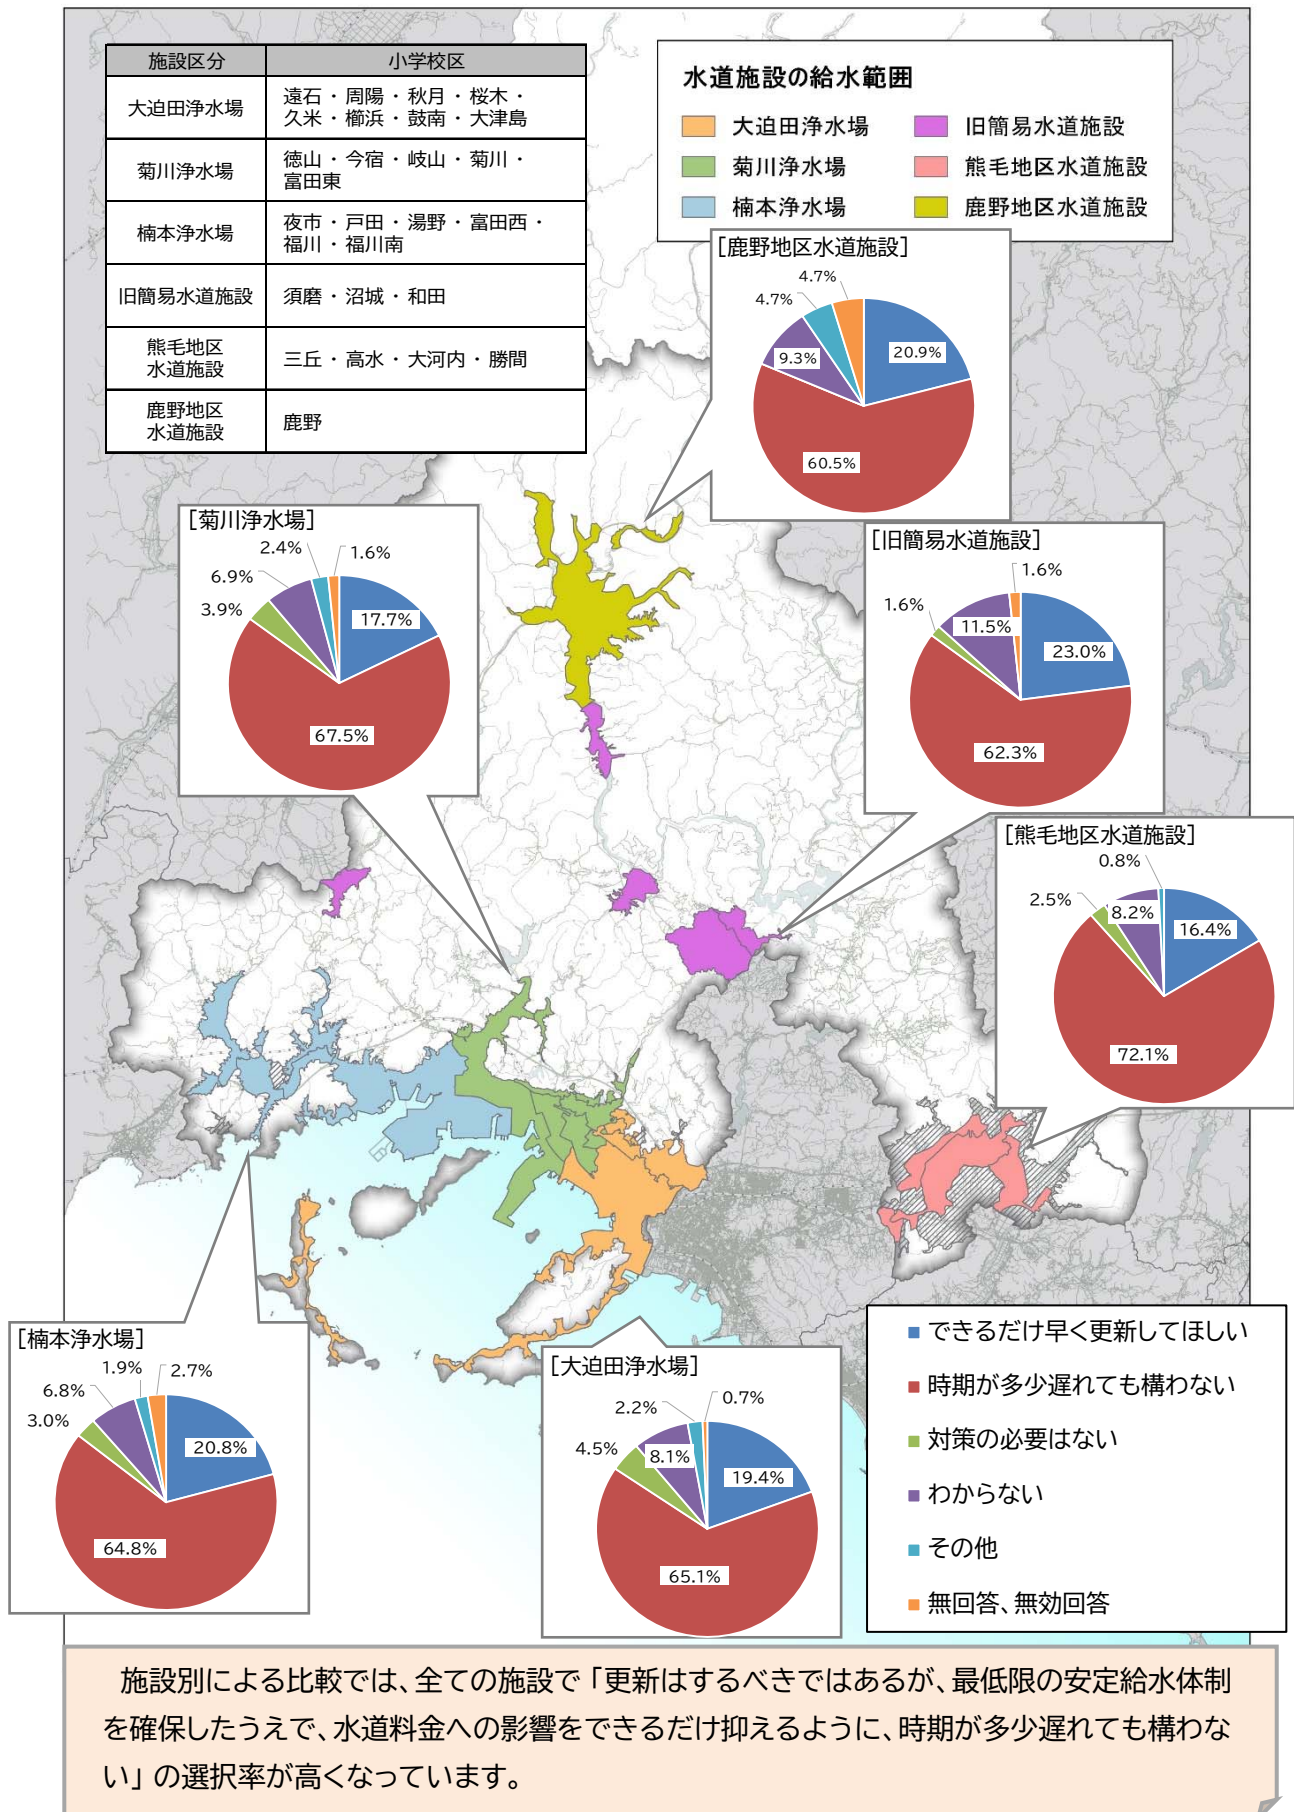 施設区分 小学校区
大迫田浄水場 遠石・周陽・秋月・桜木・
久米・櫛浜・鼓南・大津島
菊川浄水場 徳山・今宿・岐山・菊川・
富田東
楠本浄水場 夜市・戸田・湯野・富田西・
福川・福川南
旧簡易水道施設 須磨・沼城・和田
熊毛地区
水道施設 三丘・高水・大河内・勝間
鹿野地区
水道施設 鹿野
水道施設の給水範囲
大迫田浄水場 旧簡易水道施設
菊川浄水場 熊毛地区水道施設
楠本浄水場 鹿野地区水道施設
[鹿野地区水道施設]
4.7%
4.7%
9.3%
20.9%
60.5%
[菊川浄水場]
2.4%
1.6%
6.9%
3.9%
17.7%
67.5%
[旧簡易水道施設]
1.6%
1.6%
11.5%
23.0%
62.3%
[熊毛地区水道施設]
0.8%
2.5%
8.2%
16.4%
72.1%
[楠本浄水場]
1.9%
2.7%
6.8%
3.0%
20.8%
64.8%
[大迫田浄水場]
2.2%
0.7%
4.5%
8.1%
19.4%
65.1%
できるだけ早く更新してほしい
時期が多少遅れても構わない
対策の必要はない
わからない
その他
無回答、無効回答
施設別による比較では、全ての施設で「更新はするべきではあるが、最低限の安定給水体制
を確保したうえで、水道料金への影響をできるだけ抑えるように、時期が多少遅れても構わな
い」の選択率が高くなっています。